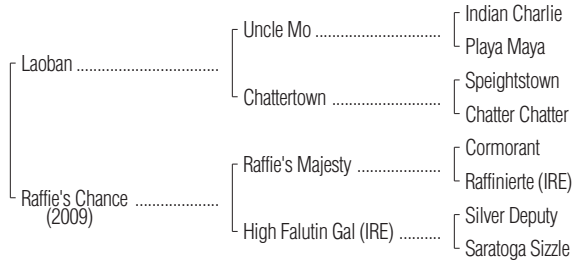 Indian Charlie
Uncle Mo ..............................
Playa Maya
Laoban ..................................
Speightstown
Chattertown ..........................
Chatter Chatter
Cormorant
Raffie's Majesty ....................
Raffinierte (IRE)
Raffie's Chance ....................
(2009)
Silver Deputy
High Falutin Gal (IRE) ..........
Saratoga Sizzle